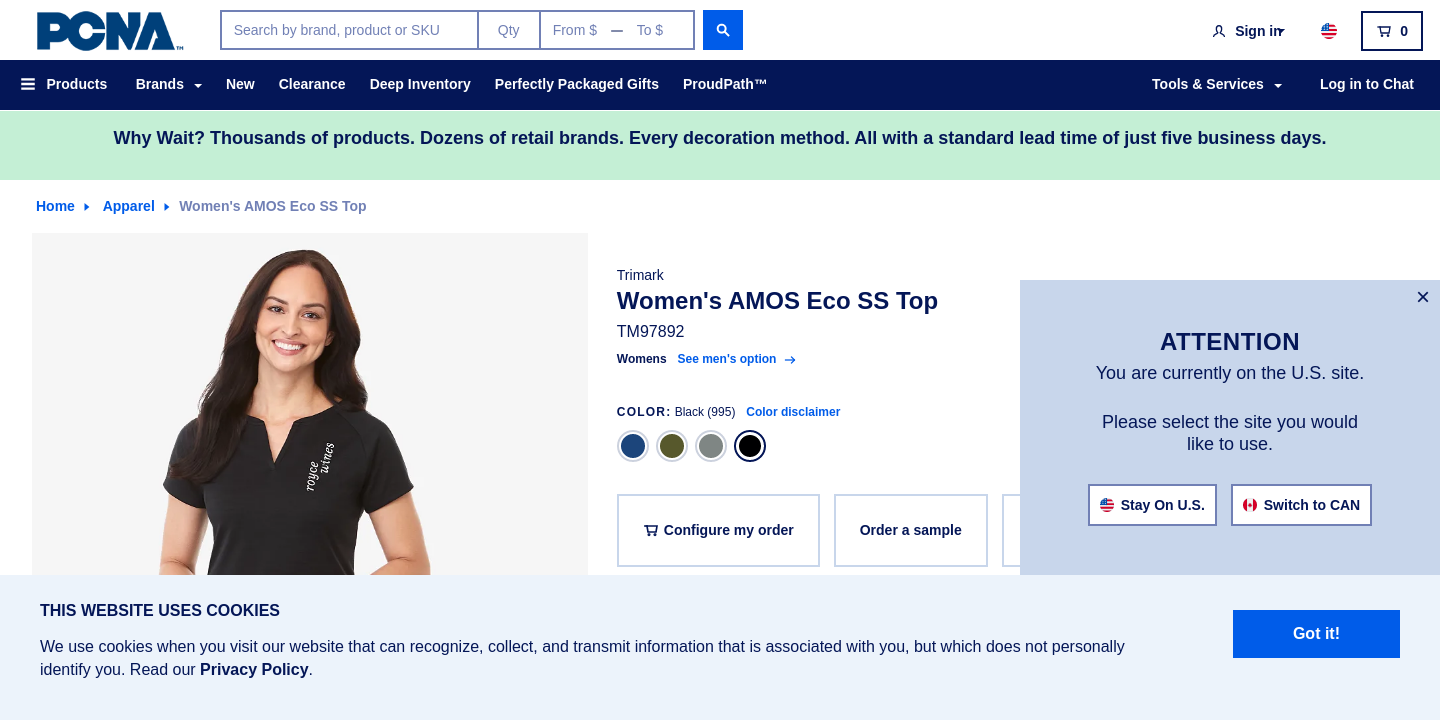 PCNA™
Search by brand, product or SKU
Qty
From $ — To $
Sign in
0
Products
Brands
New
Clearance
Deep Inventory
Perfectly Packaged Gifts
ProudPath™
Tools & Services
Log in to Chat
Why Wait? Thousands of products. Dozens of retail brands. Every decoration method. All with a standard lead time of just five business days.
Home
Apparel
Women's AMOS Eco SS Top
royce
wines
Trimark
Women's AMOS Eco SS Top
TM97892
Womens See men's option
COLOR: Black (995) Color disclaimer
Configure my order
Order a sample
×
ATTENTION
You are currently on the U.S. site.
Please select the site you would
like to use.
Stay On U.S.
Switch to CAN
THIS WEBSITE USES COOKIES
We use cookies when you visit our website that can recognize, collect, and transmit information that is associated with you, but which does not personally
identify you. Read our Privacy Policy.
Got it!